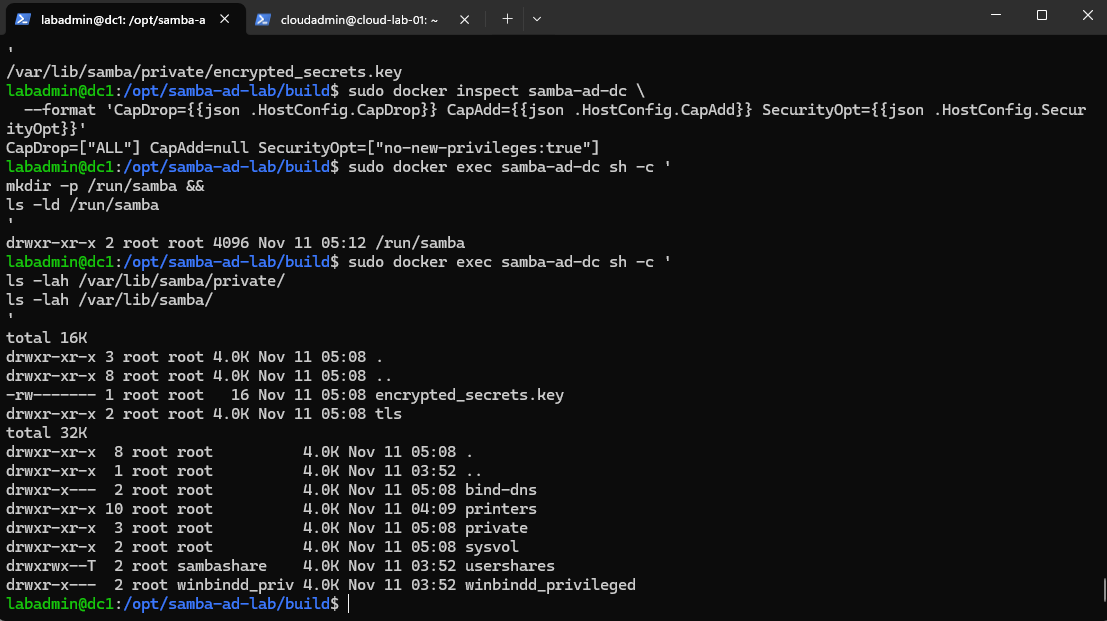 labadmin@dc1: /opt/samba-a
cloudadmin@cloud-lab-01: ~
'
/var/lib/samba/private/encrypted_secrets.key
labadmin@dc1:/opt/samba-ad-lab/build$ sudo docker inspect samba-ad-dc \
  --format 'CapDrop={{json .HostConfig.CapDrop}} CapAdd={{json .HostConfig.CapAdd}} SecurityOpt={{json .HostConfig.Secur
ityOpt}}'
CapDrop=["ALL"] CapAdd=null SecurityOpt=["no-new-privileges:true"]
labadmin@dc1:/opt/samba-ad-lab/build$ sudo docker exec samba-ad-dc sh -c '
mkdir -p /run/samba &&
ls -ld /run/samba
'
drwxr-xr-x 2 root root 4096 Nov 11 05:12 /run/samba
labadmin@dc1:/opt/samba-ad-lab/build$ sudo docker exec samba-ad-dc sh -c '
ls -lah /var/lib/samba/private/
ls -lah /var/lib/samba/
'
total 16K
drwxr-xr-x 3 root root 4.0K Nov 11 05:08 .
drwxr-xr-x 8 root root 4.0K Nov 11 05:08 ..
-rw------- 1 root root   16 Nov 11 05:08 encrypted_secrets.key
drwxr-xr-x 2 root root 4.0K Nov 11 05:08 tls
total 32K
drwxr-xr-x  8 root root          4.0K Nov 11 05:08 .
drwxr-xr-x  1 root root          4.0K Nov 11 03:52 ..
drwxr-x---  2 root root          4.0K Nov 11 05:08 bind-dns
drwxr-xr-x 10 root root          4.0K Nov 11 04:09 printers
drwxr-xr-x  3 root root          4.0K Nov 11 05:08 private
drwxr-xr-x  2 root root          4.0K Nov 11 05:08 sysvol
drwxrwx--T  2 root sambashare    4.0K Nov 11 03:52 usershares
drwxr-x---  2 root winbindd_priv 4.0K Nov 11 03:52 winbindd_privileged
labadmin@dc1:/opt/samba-ad-lab/build$